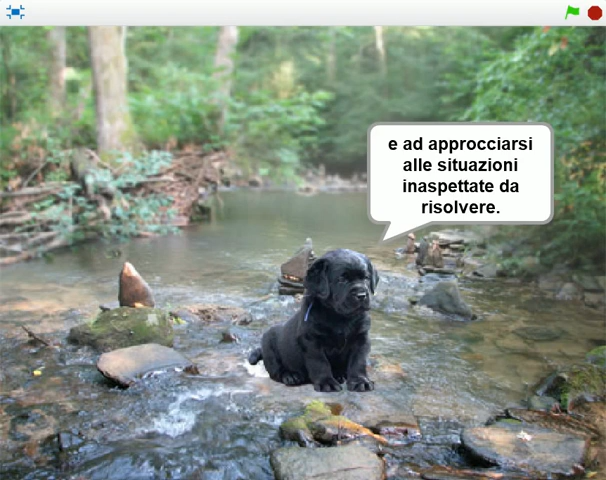 e ad approcciarsi
alle situazioni
inaspettate da
risolvere.